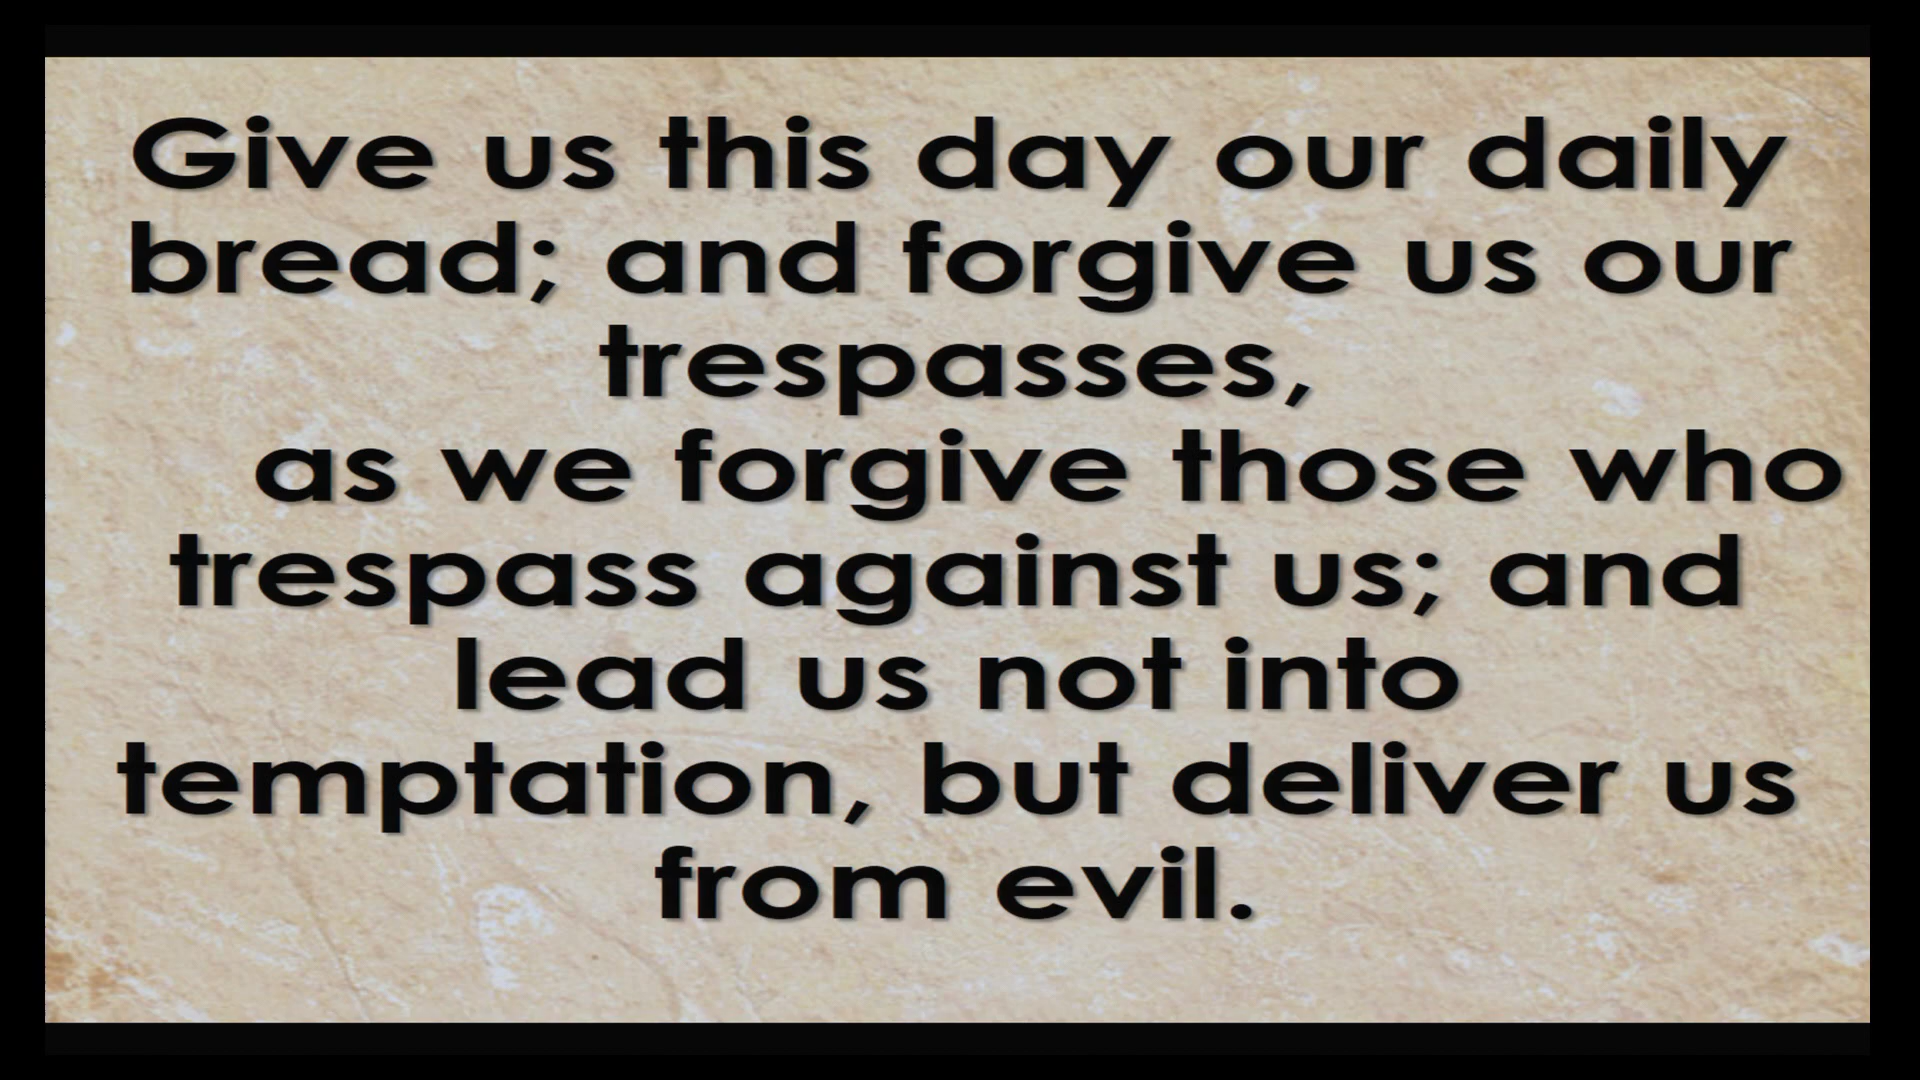 Give us this day our daily
bread; and forgive us our
trespasses,
as we forgive those who
trespass against us; and
lead us not into
temptation, but deliver us
from evil.